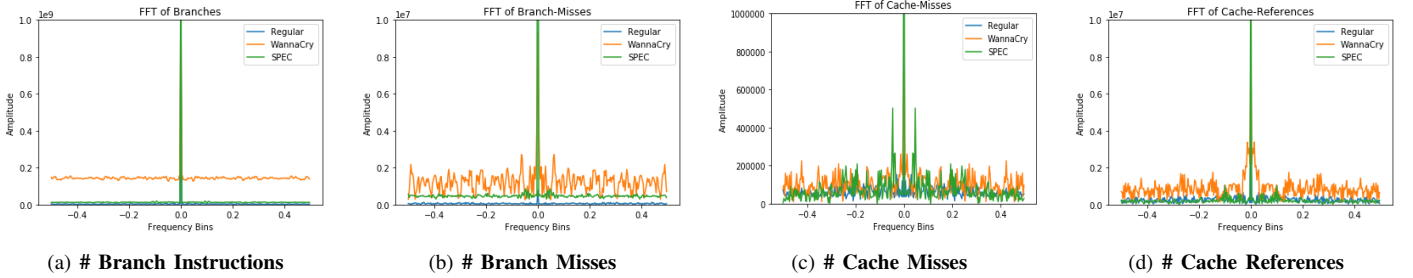 FFT of Branches
1e9
1.0
0.8
0.6
0.4
0.2
0.0
Amplitude
Regular
WannaCry
SPEC
−0.4 −0.2 0.0 0.2 0.4
Frequency Bins
(a) # Branch Instructions
FFT of Branch-Misses
1e7
1.0
0.8
0.6
0.4
0.2
0.0
Amplitude
Regular
WannaCry
SPEC
−0.4 −0.2 0.0 0.2 0.4
Frequency Bins
(b) # Branch Misses
FFT of Cache-Misses
1000000
800000
600000
400000
200000
0
Amplitude
Regular
WannaCry
SPEC
−0.4 −0.2 0.0 0.2 0.4
Frequency Bins
(c) # Cache Misses
FFT of Cache-References
1e7
1.0
0.8
0.6
0.4
0.2
0.0
Amplitude
Regular
WannaCry
SPEC
−0.4 −0.2 0.0 0.2 0.4
Frequency Bins
(d) # Cache References